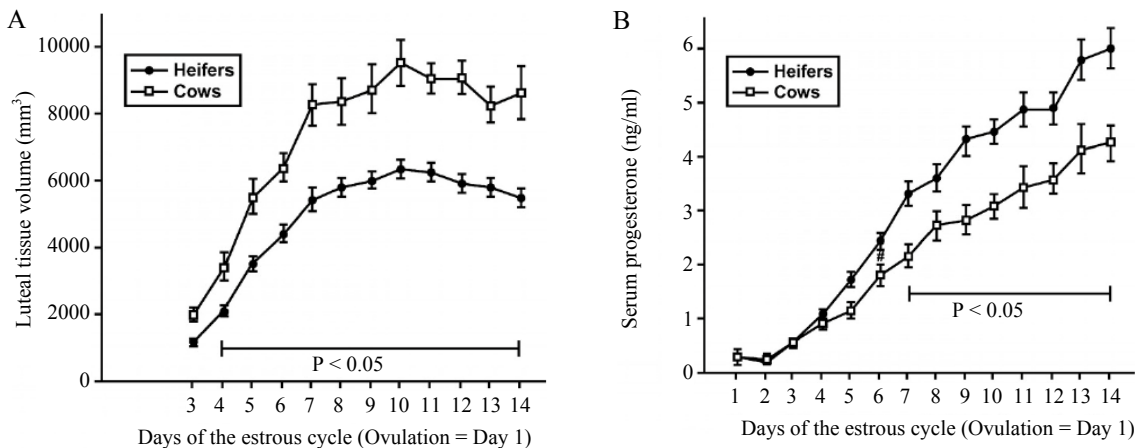 A
10000
8000
6000
4000
2000
0
Luteal tissue volume (mm³)
Heifers
Cows
P < 0.05
3 4 5 6 7 8 9 10 11 12 13 14
Days of the estrous cycle (Ovulation = Day 1)
B
6
5
4
3
2
1
0
Serum progesterone (ng/ml)
Heifers
Cows
#
P < 0.05
1 2 3 4 5 6 7 8 9 10 11 12 13 14
Days of the estrous cycle (Ovulation = Day 1)